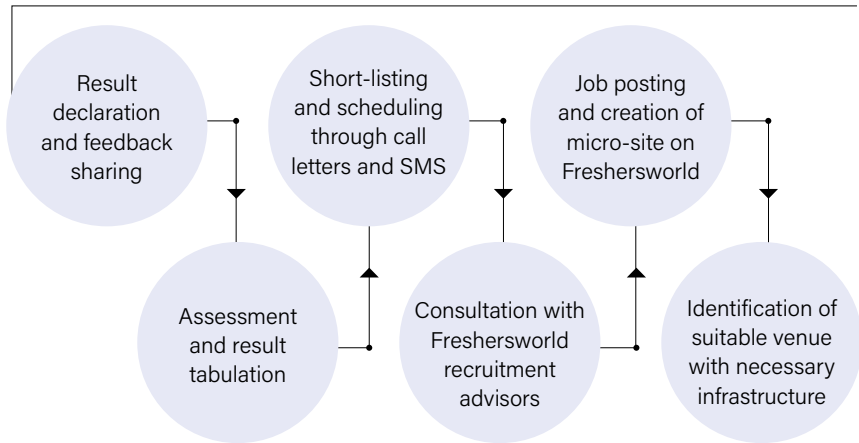 Result
declaration
and feedback
sharing
Assessment
and result
tabulation
Short-listing
and scheduling
through call
letters and SMS
Consultation with
Freshersworld
recruitment
advisors
Job posting
and creation of
micro-site on
Freshersworld
Identification of
suitable venue
with necessary
infrastructure